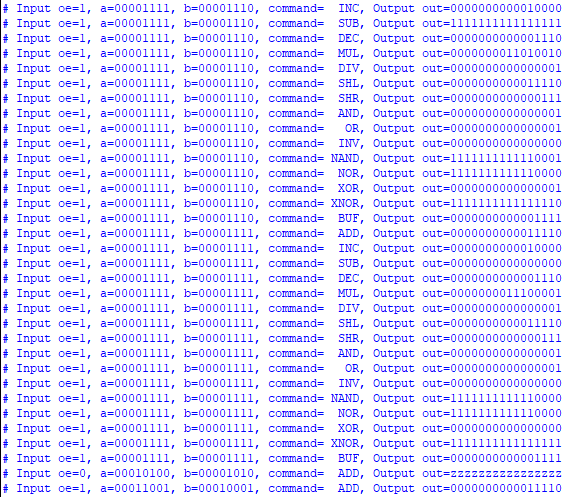 # Input oe=1, a=00001111, b=00001110, command=  INC, Output out=0000000000010000
# Input oe=1, a=00001111, b=00001110, command=  SUB, Output out=1111111111111111
# Input oe=1, a=00001111, b=00001110, command=  DEC, Output out=0000000000001110
# Input oe=1, a=00001111, b=00001110, command=  MUL, Output out=0000000011010010
# Input oe=1, a=00001111, b=00001110, command=  DIV, Output out=0000000000000001
# Input oe=1, a=00001111, b=00001110, command=  SHL, Output out=0000000000011110
# Input oe=1, a=00001111, b=00001110, command=  SHR, Output out=0000000000000111
# Input oe=1, a=00001111, b=00001110, command=  AND, Output out=0000000000000001
# Input oe=1, a=00001111, b=00001110, command=   OR, Output out=0000000000000001
# Input oe=1, a=00001111, b=00001110, command=  INV, Output out=0000000000000000
# Input oe=1, a=00001111, b=00001110, command= NAND, Output out=1111111111110001
# Input oe=1, a=00001111, b=00001110, command=  NOR, Output out=1111111111110000
# Input oe=1, a=00001111, b=00001110, command=  XOR, Output out=0000000000000001
# Input oe=1, a=00001111, b=00001110, command= XNOR, Output out=1111111111111110
# Input oe=1, a=00001111, b=00001110, command=  BUF, Output out=0000000000001111
# Input oe=1, a=00001111, b=00001111, command=  ADD, Output out=0000000000011110
# Input oe=1, a=00001111, b=00001111, command=  INC, Output out=0000000000010000
# Input oe=1, a=00001111, b=00001111, command=  SUB, Output out=0000000000000000
# Input oe=1, a=00001111, b=00001111, command=  DEC, Output out=0000000000001110
# Input oe=1, a=00001111, b=00001111, command=  MUL, Output out=0000000011100001
# Input oe=1, a=00001111, b=00001111, command=  DIV, Output out=0000000000000001
# Input oe=1, a=00001111, b=00001111, command=  SHL, Output out=0000000000011110
# Input oe=1, a=00001111, b=00001111, command=  SHR, Output out=0000000000000111
# Input oe=1, a=00001111, b=00001111, command=  AND, Output out=0000000000000001
# Input oe=1, a=00001111, b=00001111, command=   OR, Output out=0000000000000001
# Input oe=1, a=00001111, b=00001111, command=  INV, Output out=0000000000000000
# Input oe=1, a=00001111, b=00001111, command= NAND, Output out=1111111111110000
# Input oe=1, a=00001111, b=00001111, command=  NOR, Output out=1111111111110000
# Input oe=1, a=00001111, b=00001111, command=  XOR, Output out=0000000000000000
# Input oe=1, a=00001111, b=00001111, command= XNOR, Output out=1111111111111111
# Input oe=1, a=00001111, b=00001111, command=  BUF, Output out=0000000000001111
# Input oe=0, a=00010100, b=00001010, command=  ADD, Output out=zzzzzzzzzzzzzzzz
# Input oe=1, a=00011001, b=00010001, command=  ADD, Output out=0000000000011110